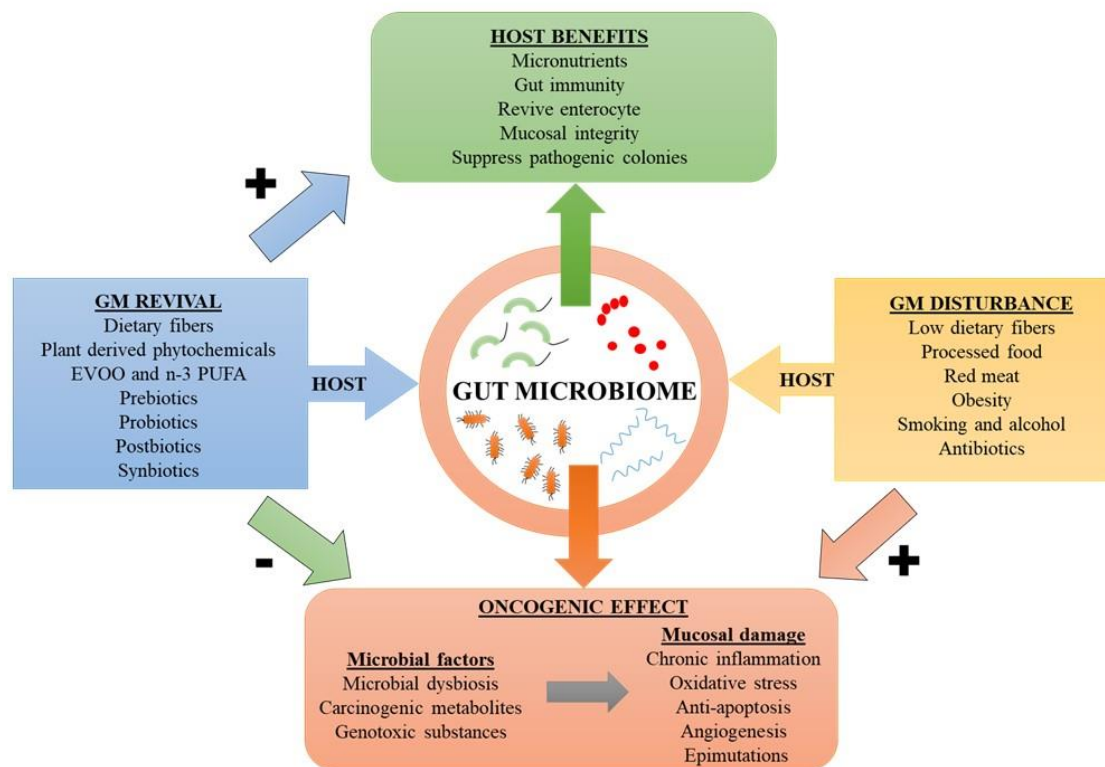 HOST BENEFITS
Micronutrients
Gut immunity
Revive enterocyte
Mucosal integrity
Suppress pathogenic colonies
+
GM REVIVAL
Dietary fibers
Plant derived phytochemicals
EVOO and n-3 PUFA
Prebiotics
Probiotics
Postbiotics
Synbiotics
HOST
GUT MICROBIOME
HOST
GM DISTURBANCE
Low dietary fibers
Processed food
Red meat
Obesity
Smoking and alcohol
Antibiotics
-
+
ONCOGENIC EFFECT
Microbial factors
Microbial dysbiosis
Carcinogenic metabolites
Genotoxic substances
Mucosal damage
Chronic inflammation
Oxidative stress
Anti-apoptosis
Angiogenesis
Epimutations